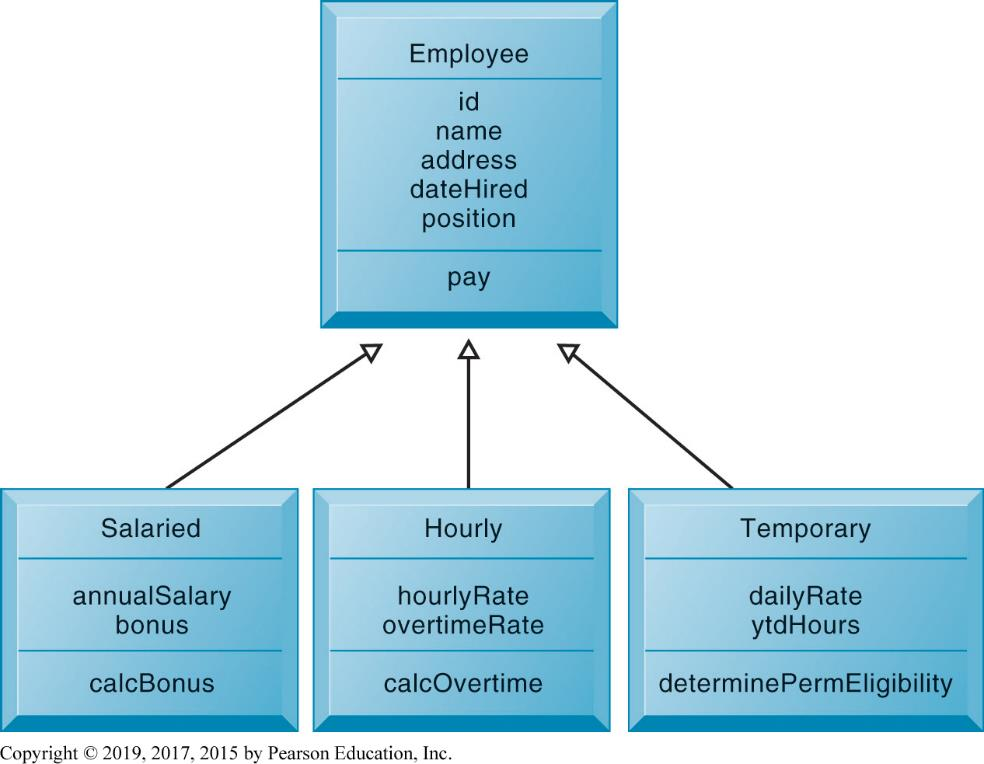 Employee
id
name
address
dateHired
position
pay
Salaried
annualSalary
bonus
calcBonus
Hourly
hourlyRate
overtimeRate
calcOvertime
Temporary
dailyRate
ytdHours
determinePermEligibility
Copyright © 2019, 2017, 2015 by Pearson Education, Inc.